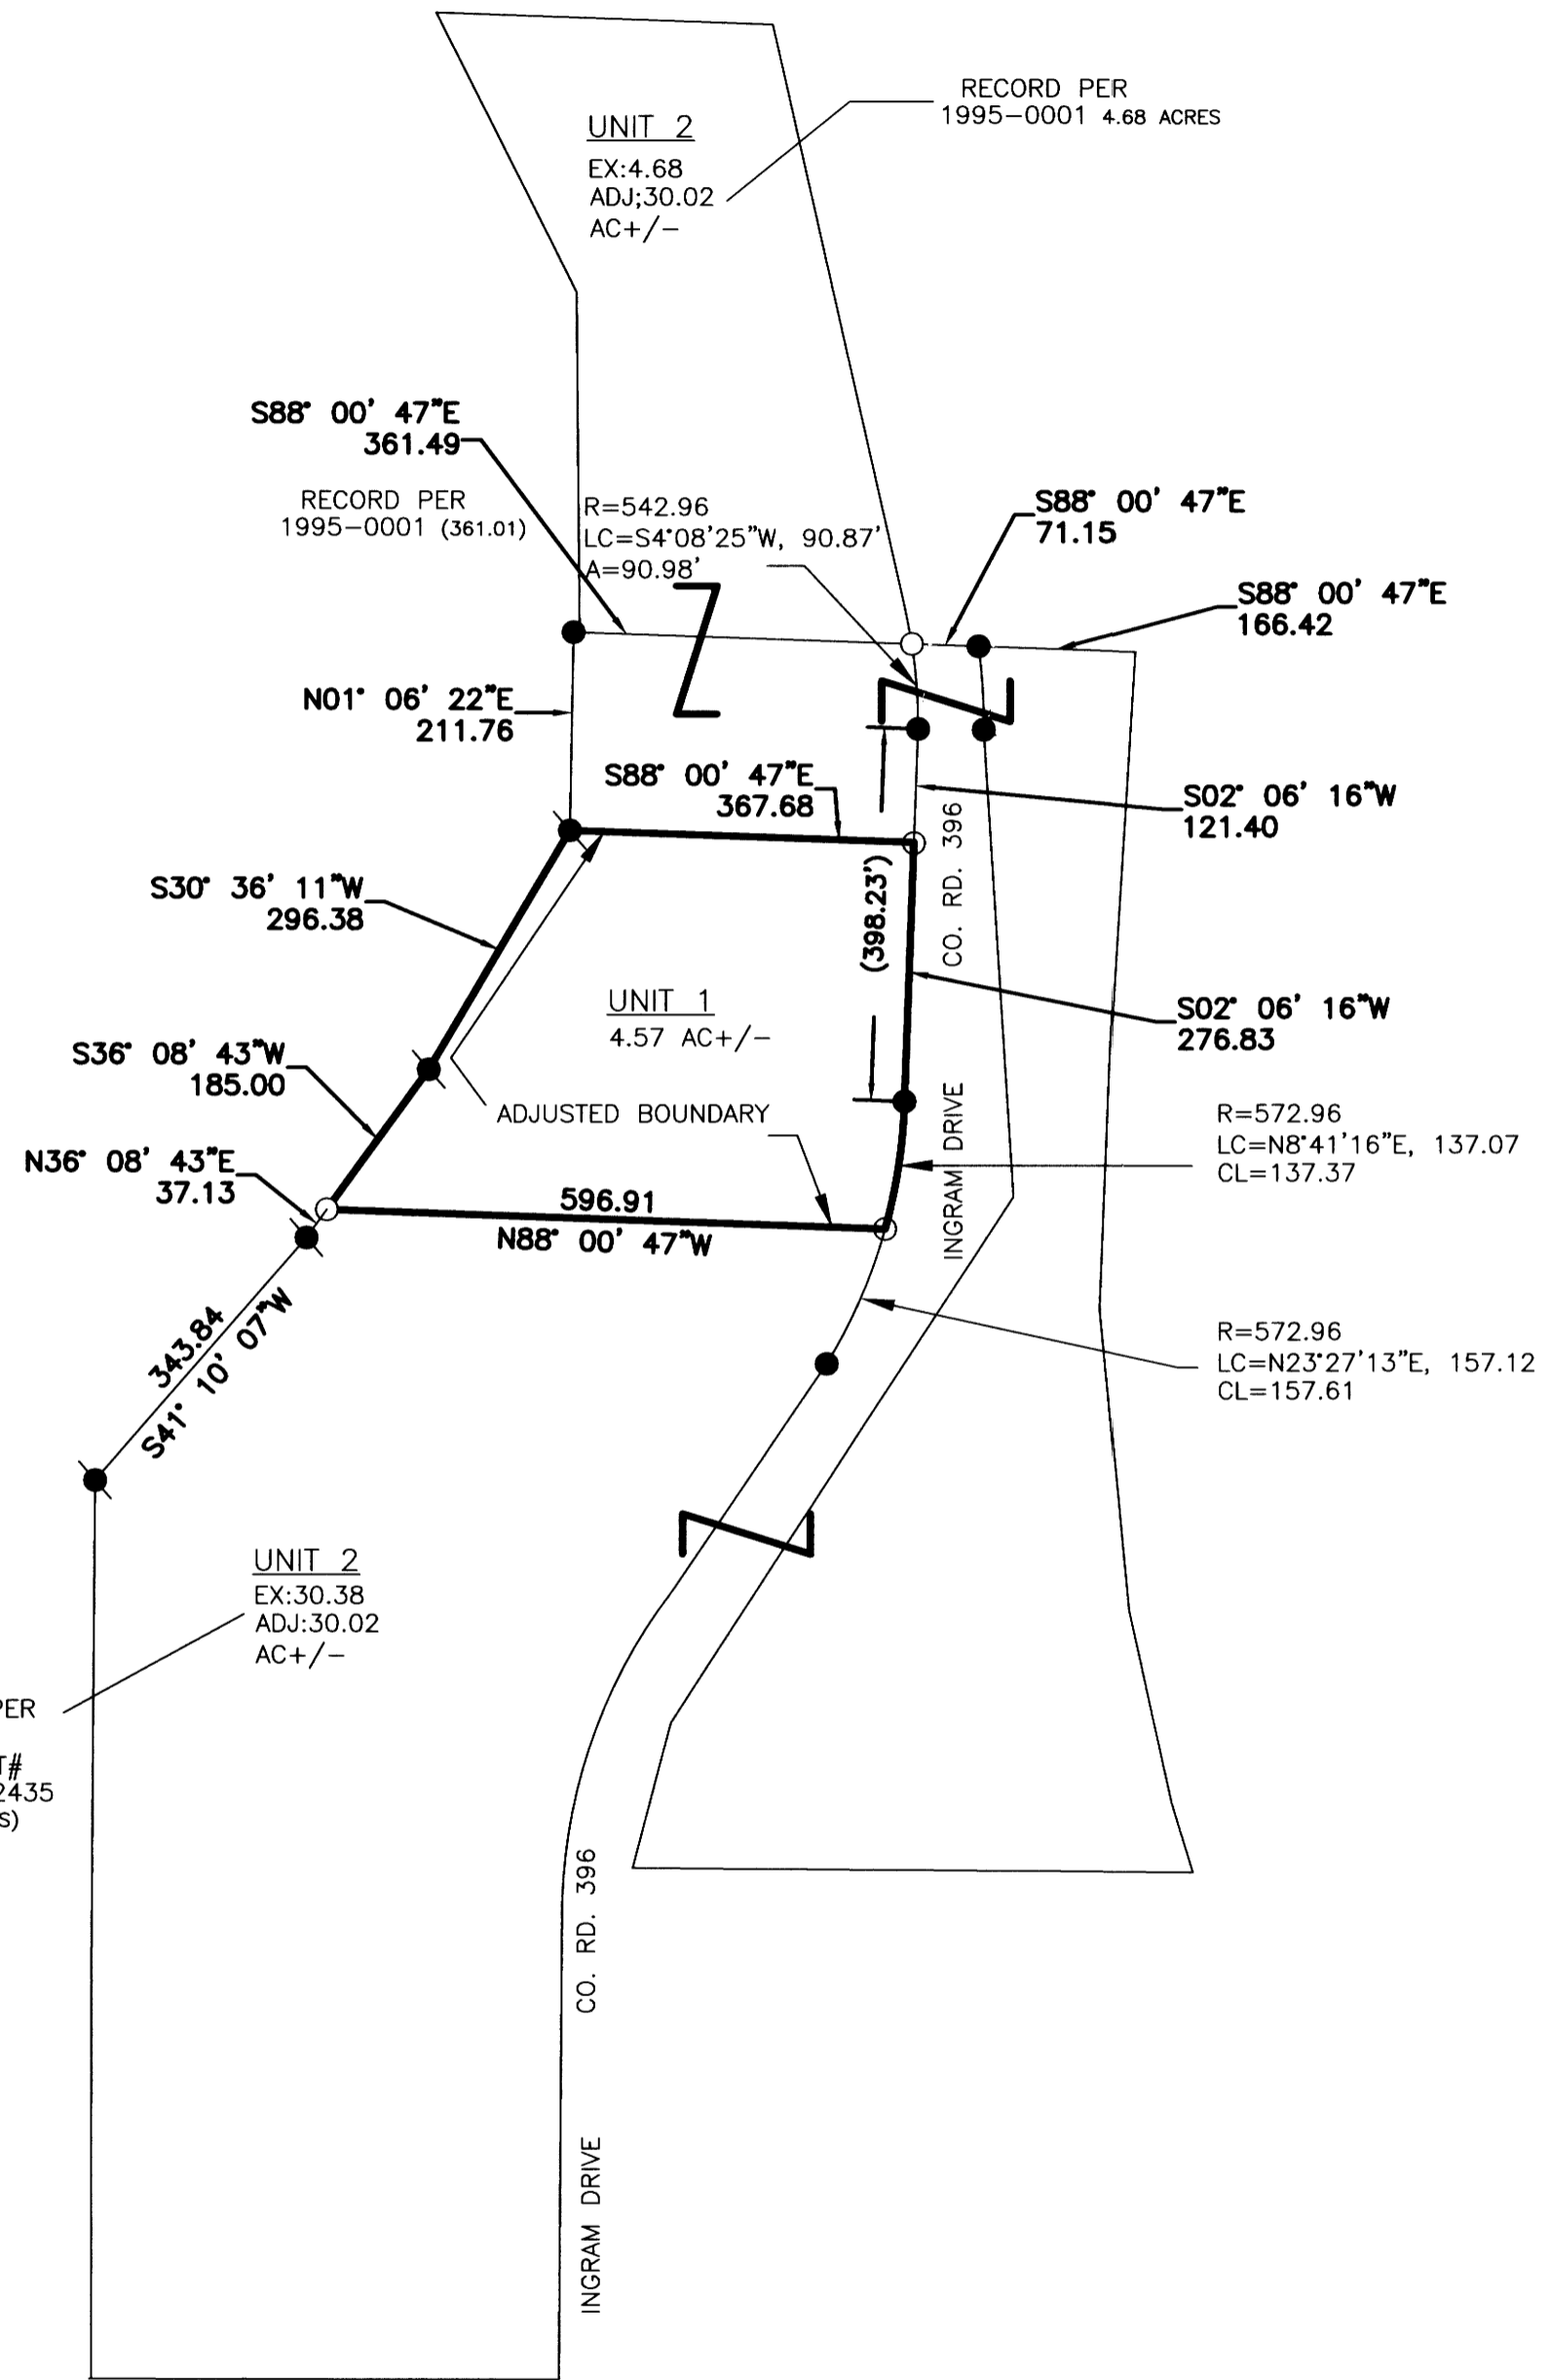 RECORD PER
1995-0001 4.68 ACRES
UNIT 2
EX:4.68
ADJ;30.02
AC+/-
S88° 00' 47"E
361.49
RECORD PER
1995-0001 (361.01)
R=542.96
LC=S4°08'25"W, 90.87'
A=90.98'
S88° 00' 47"E
71.15
S88° 00' 47"E
166.42
N01° 06' 22"E
211.76
S88° 00' 47"E
367.68
S02° 06' 16"W
121.40
CO. RD. 396
(398.23')
S30° 36' 11"W
296.38
UNIT 1
4.57 AC+/-
S02° 06' 16"W
276.83
S36° 08' 43"W
185.00
ADJUSTED BOUNDARY
INGRAM DRIVE
R=572.96
LC=N8°41'16"E, 137.07
CL=137.37
N36° 08' 43"E
37.13
596.91
N88° 00' 47"W
343.84
S41° 10' 07"W
R=572.96
LC=N23°27'13"E, 157.12
CL=157.61
UNIT 2
EX:30.38
ADJ:30.02
AC+/-
PER
T#
2435
S)
CO. RD. 396
INGRAM DRIVE